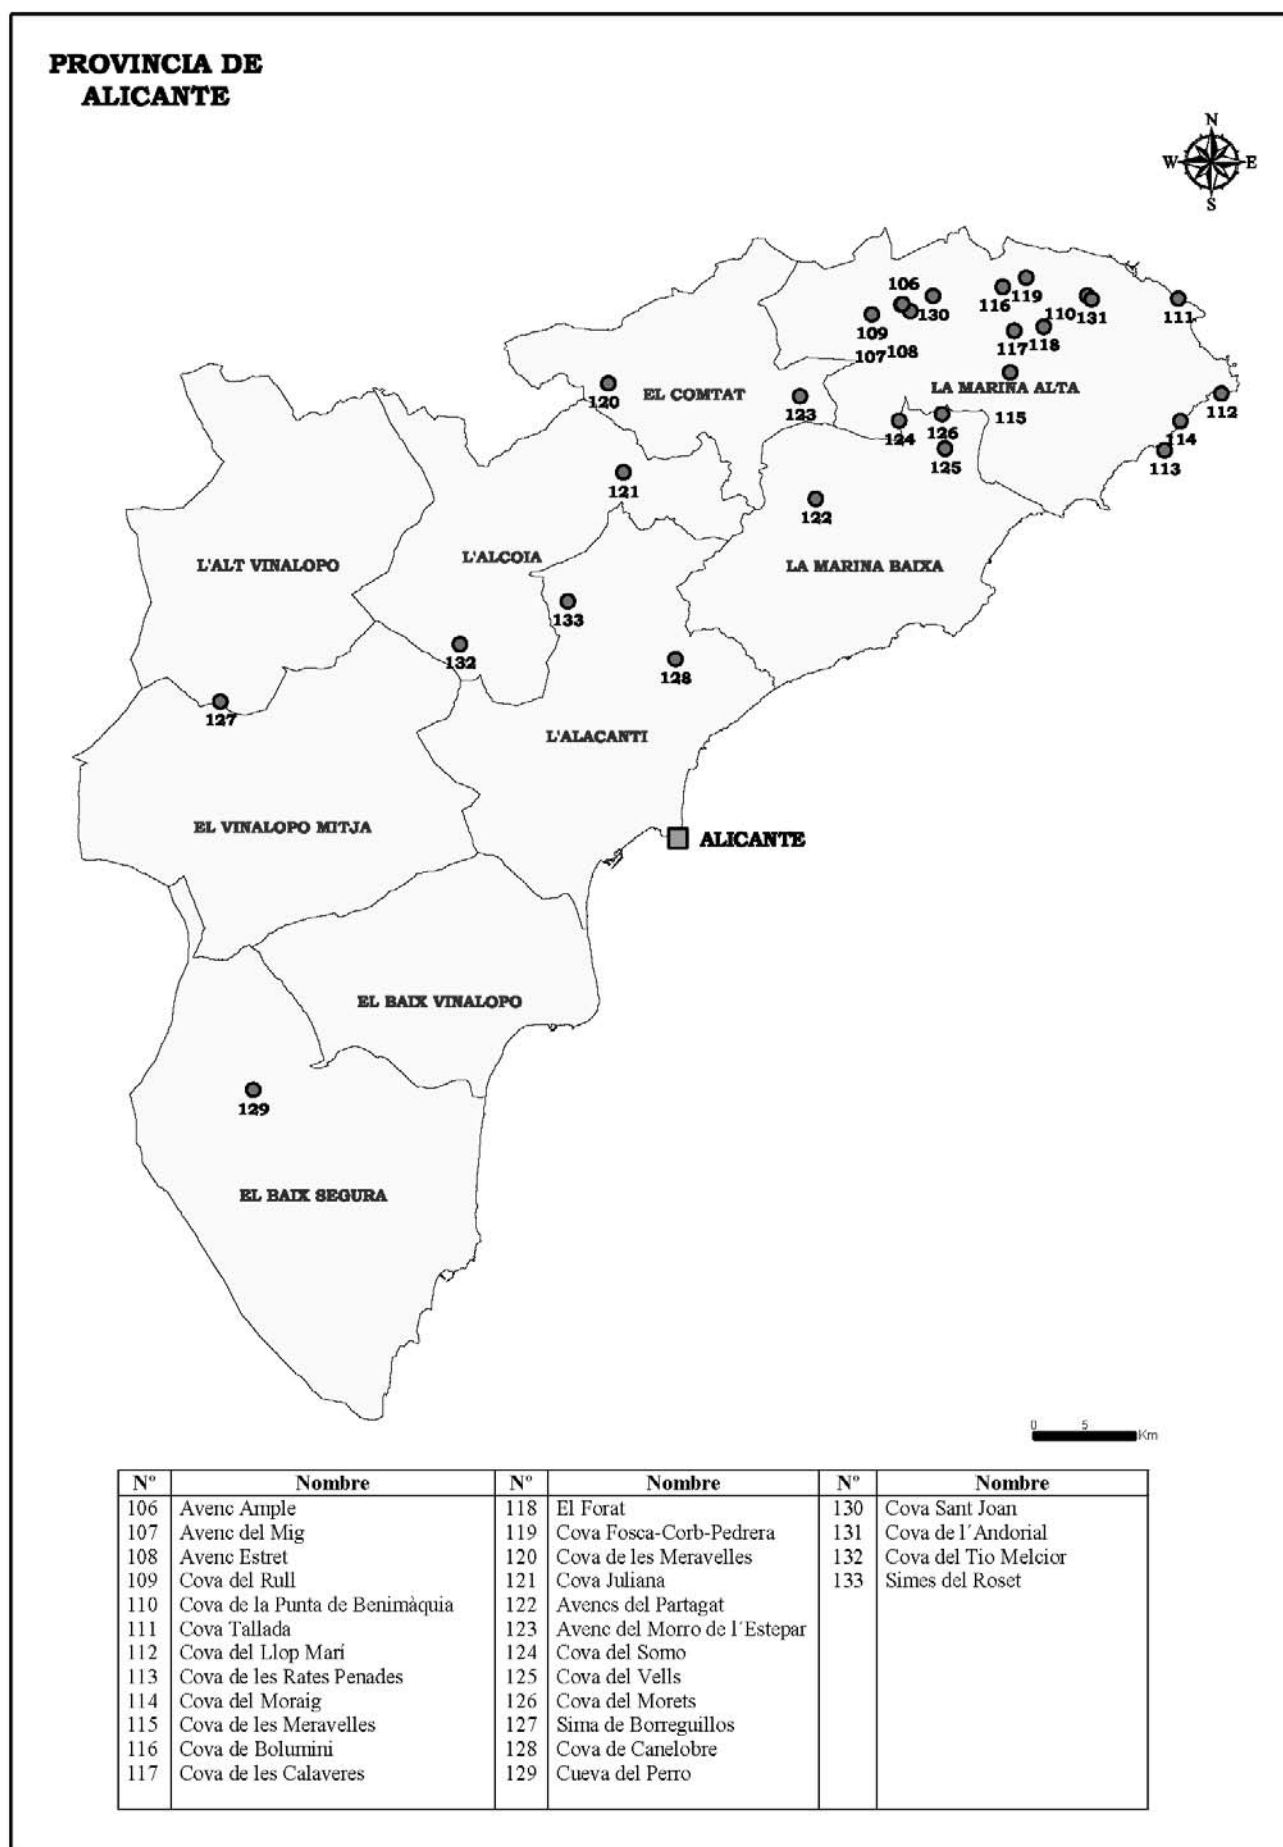 PROVINCIA DE
ALICANTE
N
W E
S
106
116
119
110
109
130
131
111
107
108
117
118
LA MARINA ALTA
EL COMTAT
120
123
112
124
126
115
114
125
113
121
122
L'ALT VINALOPO
L'ALCOIA
LA MARINA BAIXA
133
132
128
127
L'ALACANTI
EL VINALOPO MITJA
ALICANTE
EL BAIX VINALOPO
129
EL BAIX SEGURA
0 5
Km
Nº Nombre Nº Nombre Nº Nombre
106 Avenc Ample 118 El Forat 130 Cova Sant Joan
107 Avenc del Mig 119 Cova Fosca-Corb-Pedrera 131 Cova de l´Andorial
108 Avenc Estret 120 Cova de les Meravelles 132 Cova del Tio Melcior
109 Cova del Rull 121 Cova Juliana 133 Simes del Roset
110 Cova de la Punta de Benimàquia 122 Avencs del Partagat
111 Cova Tallada 123 Avenc del Morro de l´Estepar
112 Cova del Llop Marí 124 Cova del Somo
113 Cova de les Rates Penades 125 Cova del Vells
114 Cova del Moraig 126 Cova del Morets
115 Cova de les Meravelles 127 Sima de Borreguillos
116 Cova de Bolumini 128 Cova de Canelobre
117 Cova de les Calaveres 129 Cueva del Perro